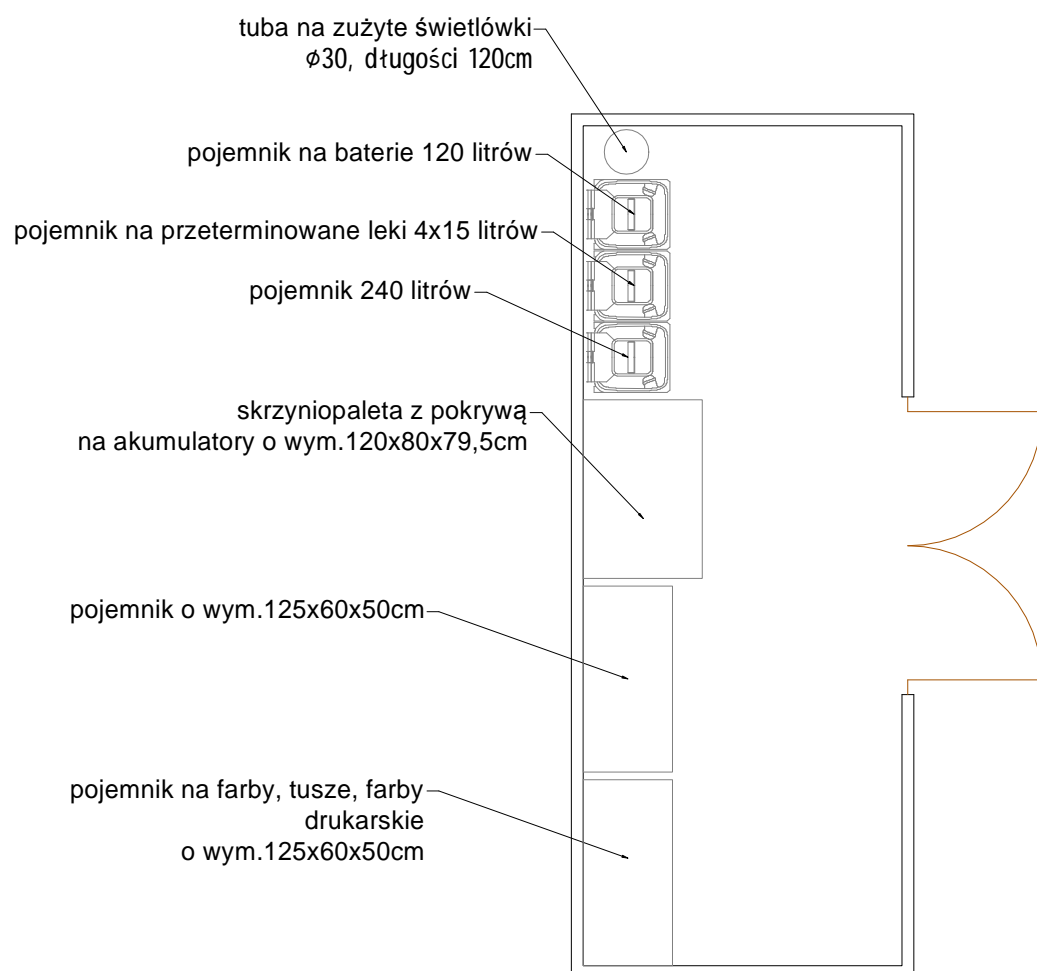 tuba na zużyte świetlówki
ø30, długości 120cm
pojemnik na baterie 120 litrów
pojemnik na przeterminowane leki 4x15 litrów
pojemnik 240 litrów
skrzyniopaleta z pokrywą
na akumulatory o wym.120x80x79,5cm
pojemnik o wym.125x60x50cm
pojemnik na farby, tusze, farby
drukarskie
o wym.125x60x50cm